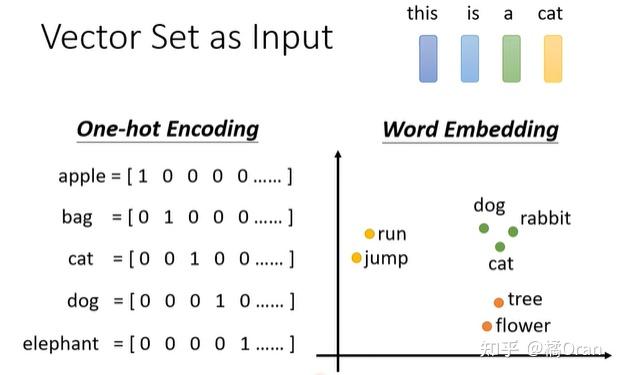 Vector Set as Input
this is a cat
One-hot Encoding
apple = [ 1 0 0 0 0 ...... ]
bag = [ 0 1 0 0 0 ...... ]
cat = [ 0 0 1 0 0 ...... ]
dog = [ 0 0 0 1 0 ...... ]
elephant = [ 0 0 0 0 1 ...... ]
Word Embedding
dog
rabbit
cat
run
jump
tree
flower
知乎 @橘Oran